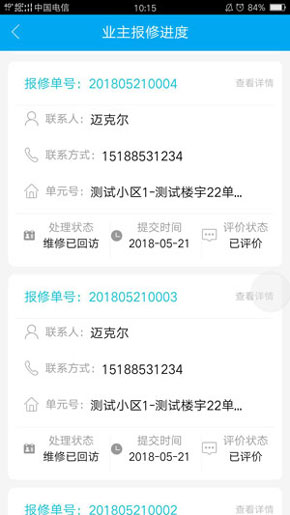 中国电信 10:15 84%
业主报修进度
报修单号：201805210004 查看详情
联系人：迈克尔
联系方式：15188531234
单元号：测试小区1-测试楼宇22单...
处理状态 提交时间 评价状态
维修已回访 2018-05-21 已评价
报修单号：201805210003 查看详情
联系人：迈克尔
联系方式：15188531234
单元号：测试小区1-测试楼宇22单...
处理状态 提交时间 评价状态
维修已回访 2018-05-21 已评价
报修单号：201805210002 查看详情